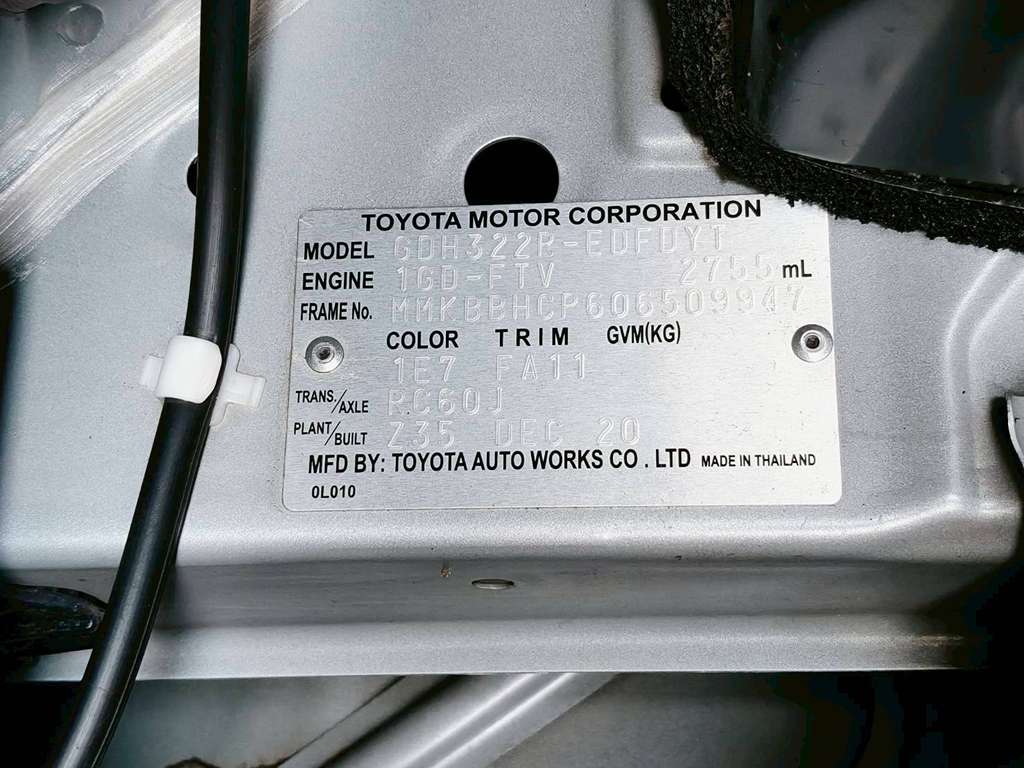 TOYOTA MOTOR CORPORATION
MODEL GDH322R-EDFDYT
ENGINE 1GD-FTV 2755 mL
FRAME No. MMKBBHCP606509947
COLOR TRIM GVM(KG)
1E7 FA11
TRANS./AXLE RC60J
PLANT/BUILT Z35 DEC 20
MFD BY: TOYOTA AUTO WORKS CO . LTD MADE IN THAILAND
0L010